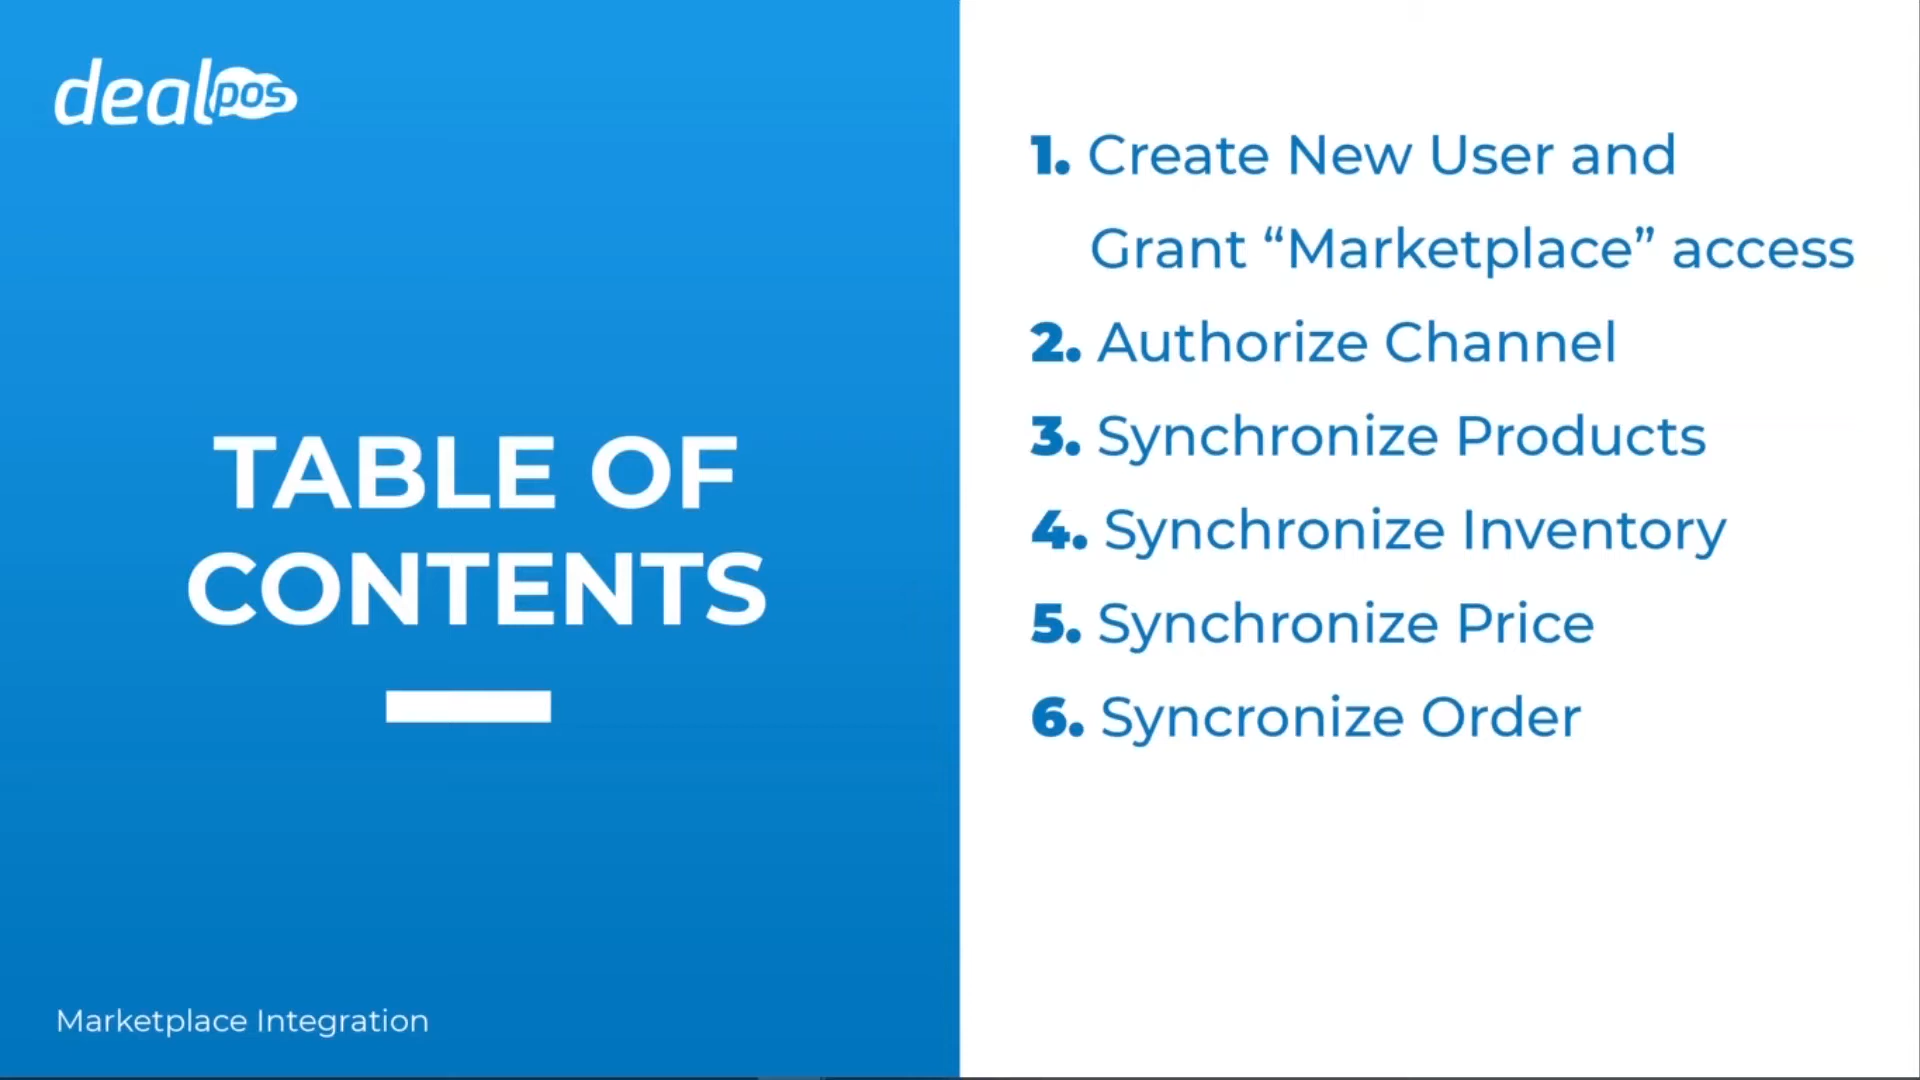 dealpos
TABLE OF
CONTENTS
Marketplace Integration
1. Create New User and
Grant “Marketplace” access
2. Authorize Channel
3. Synchronize Products
4. Synchronize Inventory
5. Synchronize Price
6. Syncronize Order